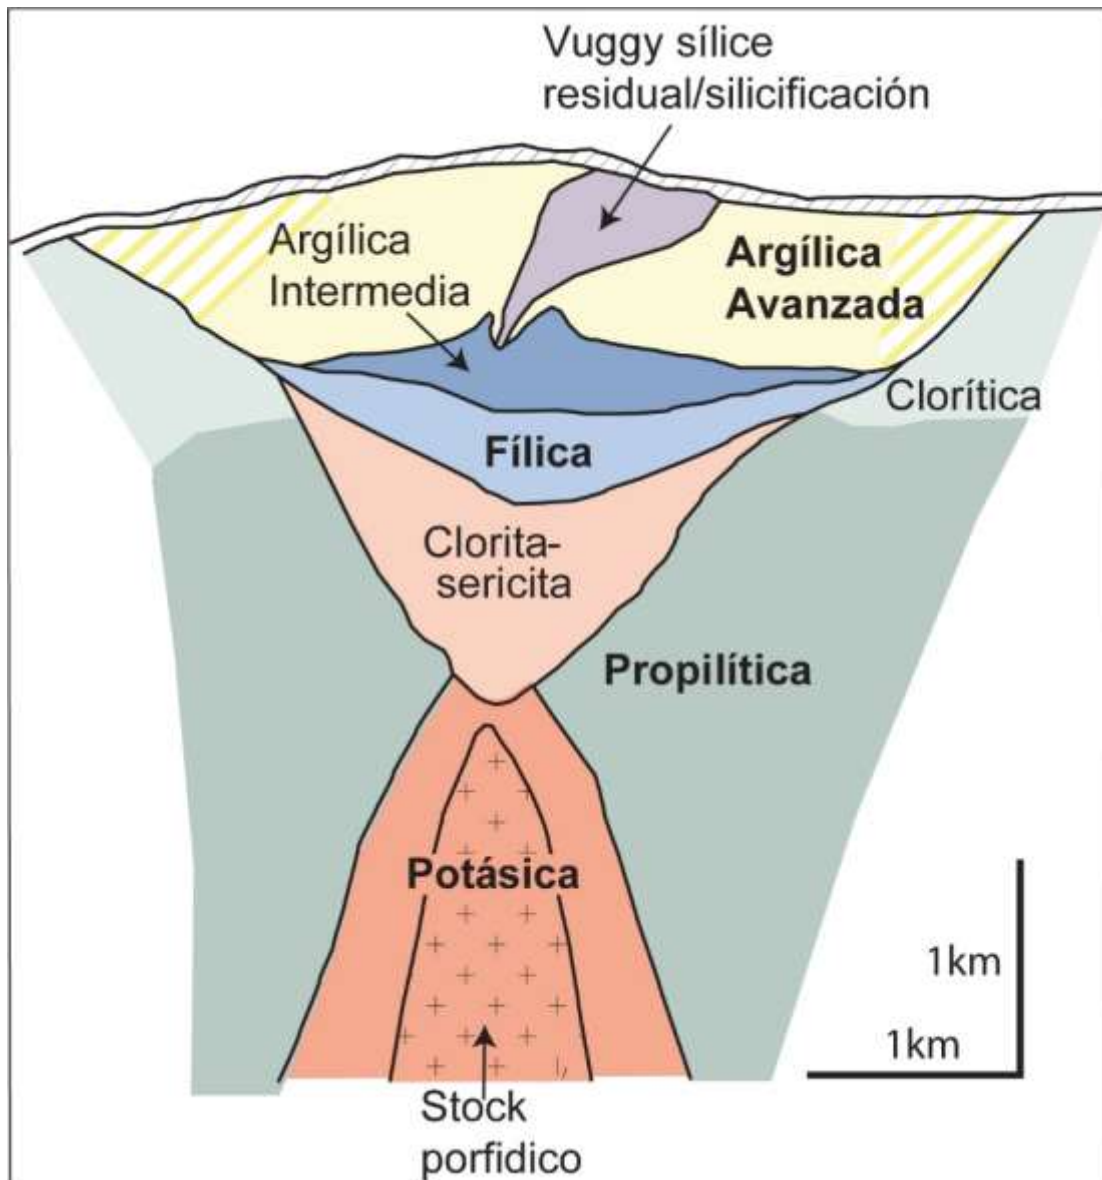 Vuggy sílice
residual/silicificación
Argílica
Intermedia
Argílica
Avanzada
Clorítica
Fílica
Clorita-
sericita
Propilítica
Potásica
1km
1km
Stock
porfidico